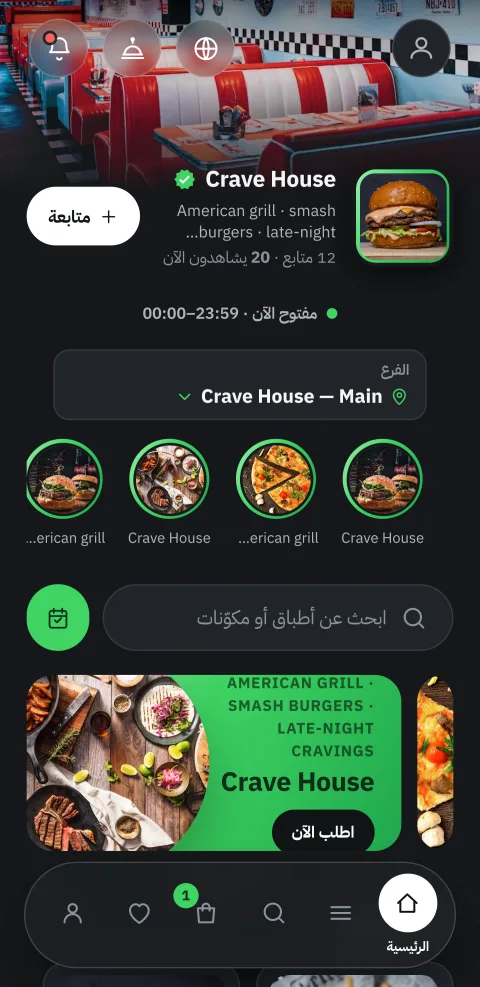 Crave House
American grill · smash
burgers · late-night...
12 متابع · 20 يشاهدون الآن
+ متابعة
مفتوح الآن · 00:00–23:59
الفرع
Crave House — Main
Crave House
...erican grill
Crave House
...erican grill
ابحث عن أطباق أو مكوّنات
AMERICAN GRILL ·
SMASH BURGERS ·
LATE-NIGHT
CRAVINGS
Crave House
اطلب الآن
1
الرئيسية